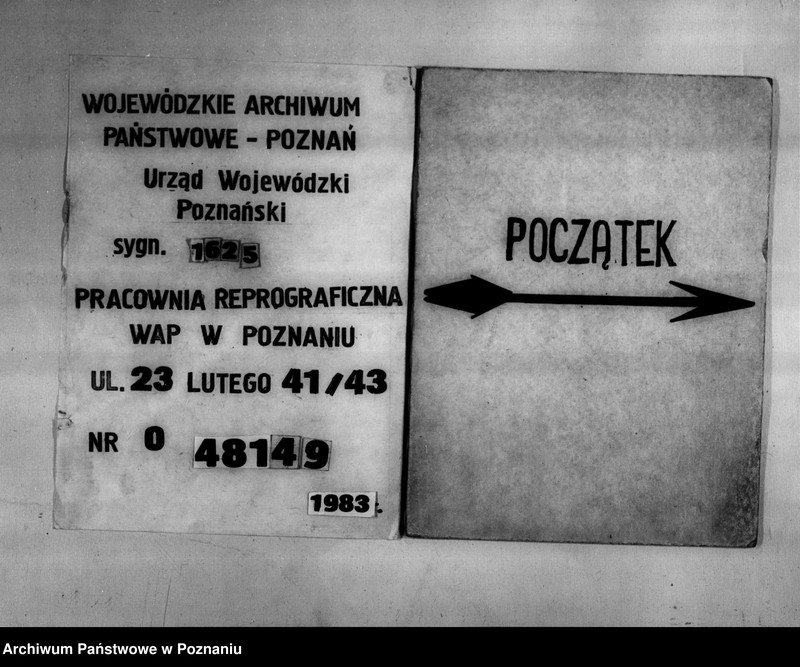 WOJEWÓDZKIE ARCHIWUM
PAŃSTWOWE - POZNAŃ
Urząd Wojewódzki
Poznański
sygn. 1625
PRACOWNIA REPROGRAFICZNA
WAP W POZNANIU
UL. 23 LUTEGO 41/43
NR 0 48149
1983.
POCZĄTEK
Archiwum Państwowe w Poznaniu